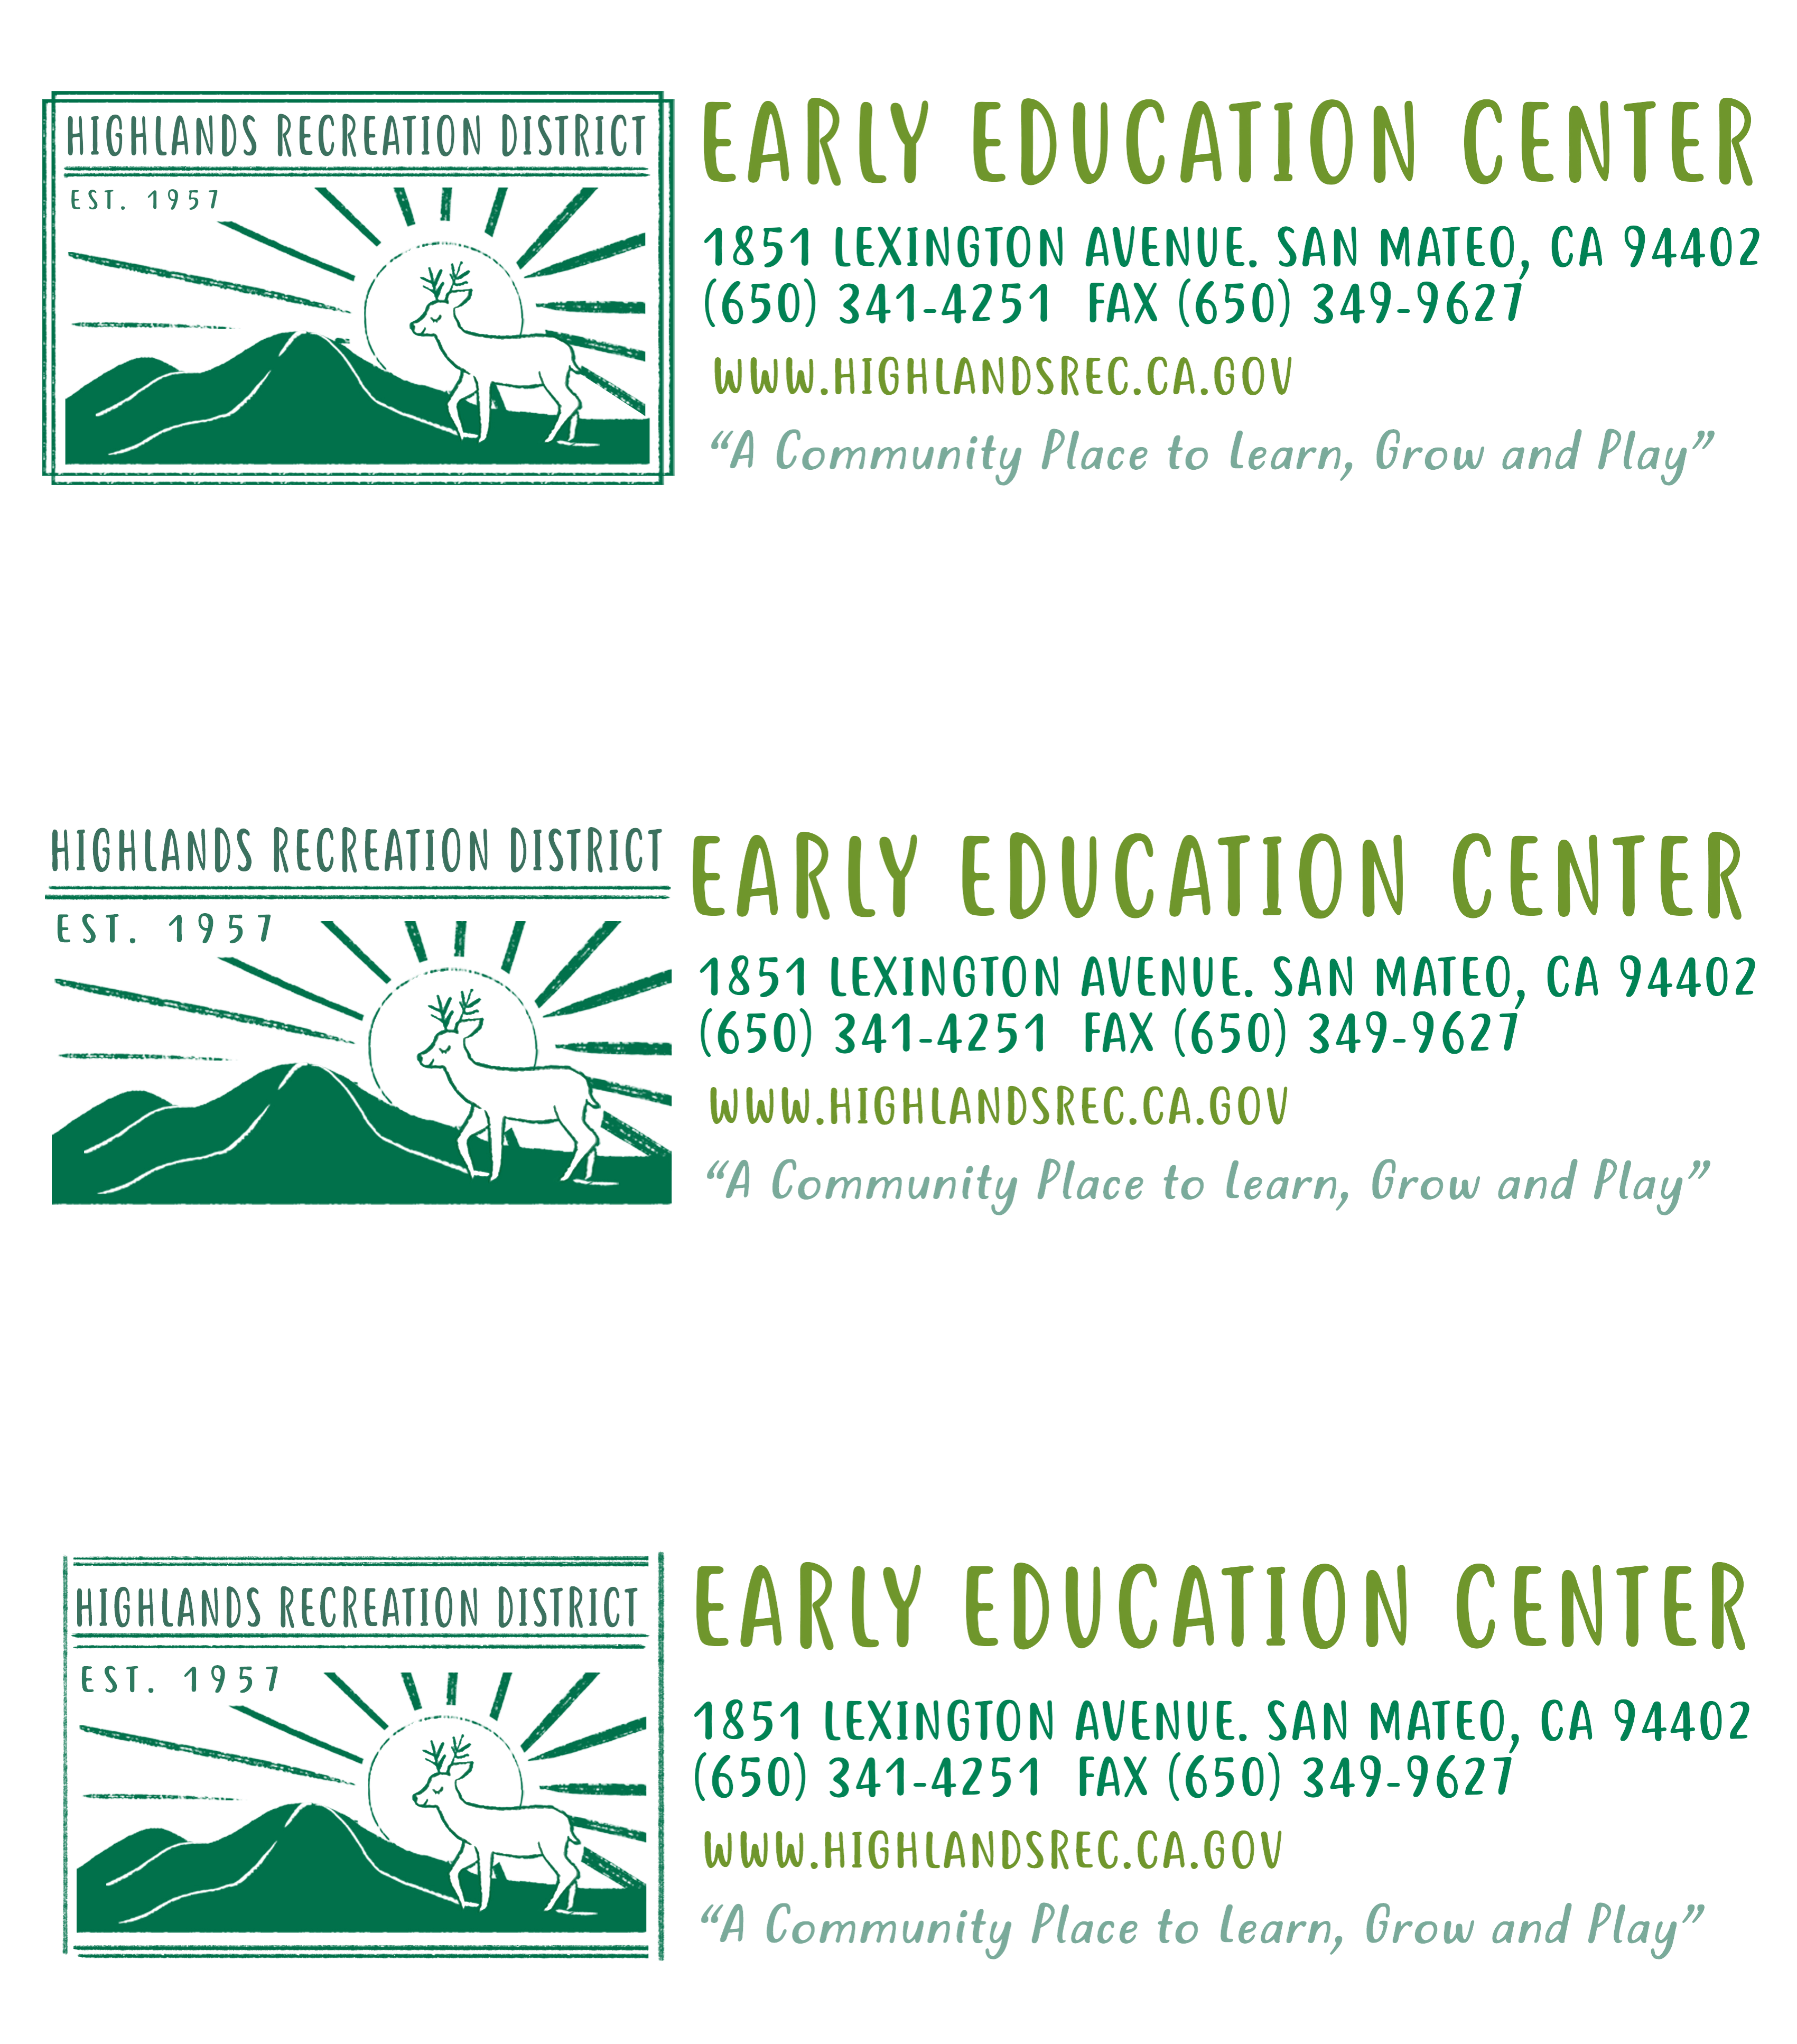 HIGHLANDS RECREATION DISTRICT
EST. 1957
EARLY EDUCATION CENTER
1851 LEXINGTON AVENUE. SAN MATEO, CA 94402
(650) 341-4251 FAX (650) 349-9627
WWW.HIGHLANDSREC.CA.GOV
“A Community Place to Learn, Grow and Play”
HIGHLANDS RECREATION DISTRICT
EST. 1957
EARLY EDUCATION CENTER
1851 LEXINGTON AVENUE. SAN MATEO, CA 94402
(650) 341-4251 FAX (650) 349-9627
WWW.HIGHLANDSREC.CA.GOV
“A Community Place to Learn, Grow and Play”
HIGHLANDS RECREATION DISTRICT
EST. 1957
EARLY EDUCATION CENTER
1851 LEXINGTON AVENUE. SAN MATEO, CA 94402
(650) 341-4251 FAX (650) 349-9627
WWW.HIGHLANDSREC.CA.GOV
“A Community Place to Learn, Grow and Play”